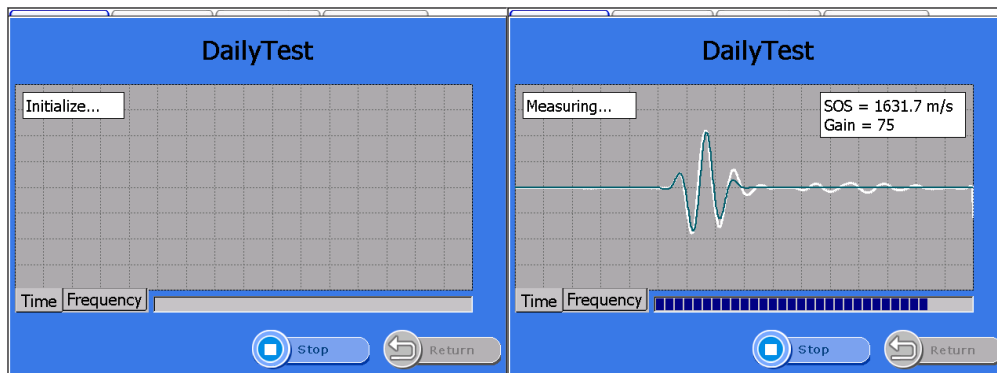 DailyTest
Initialize...
Time
Frequency
Stop
Return
DailyTest
Measuring...
SOS = 1631.7 m/s
Gain = 75
Time
Frequency
Stop
Return